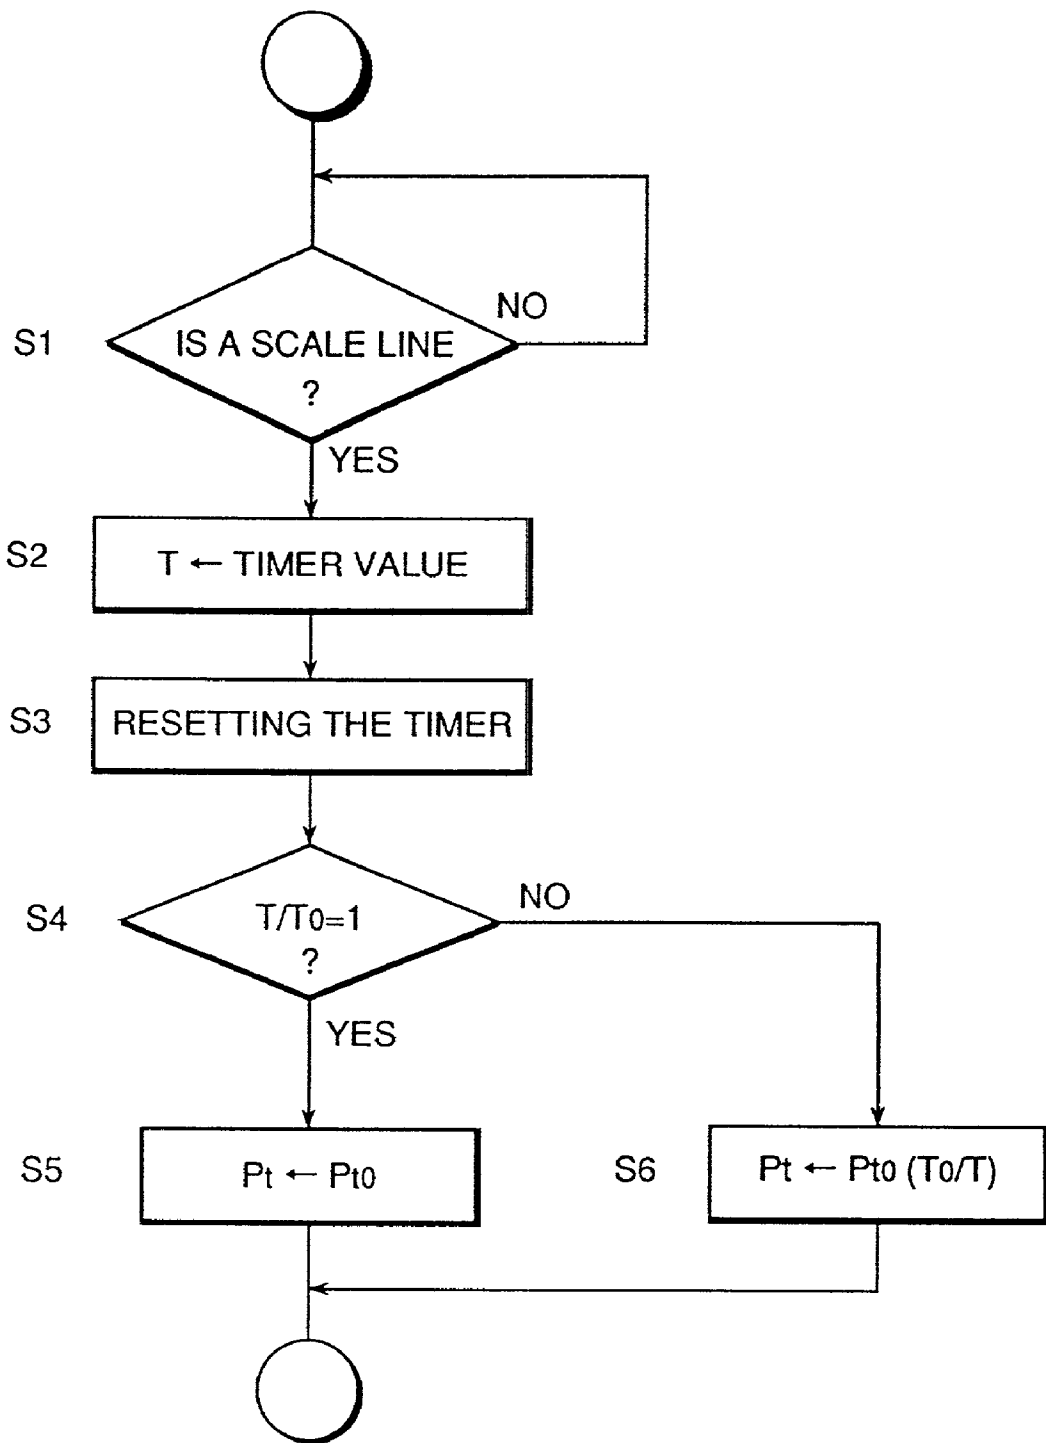 NO
S1
IS A SCALE LINE
?
YES
S2
T ← TIMER VALUE
S3
RESETTING THE TIMER
S4
T/T0=1
?
NO
YES
S5
Pt ← Pt0
S6
Pt ← Pt0 (T0/T)